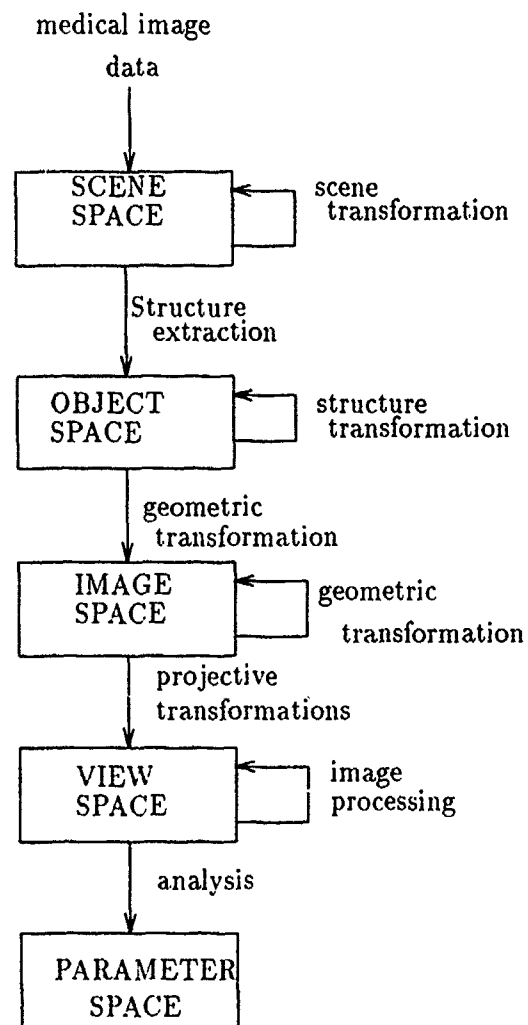 medical image
data
SCENE
SPACE
scene
transformation
Structure
extraction
OBJECT
SPACE
structure
transformation
geometric
transformation
IMAGE
SPACE
geometric
transformation
projective
transformations
VIEW
SPACE
image
processing
analysis
PARAMETER
SPACE